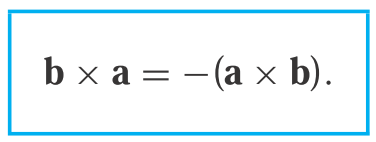 b × a = −(a × b).